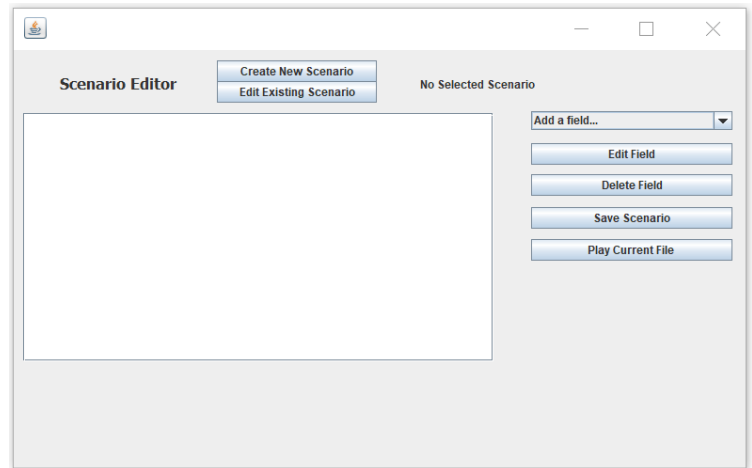 Scenario Editor
Create New Scenario
Edit Existing Scenario
No Selected Scenario
Add a field...
Edit Field
Delete Field
Save Scenario
Play Current File